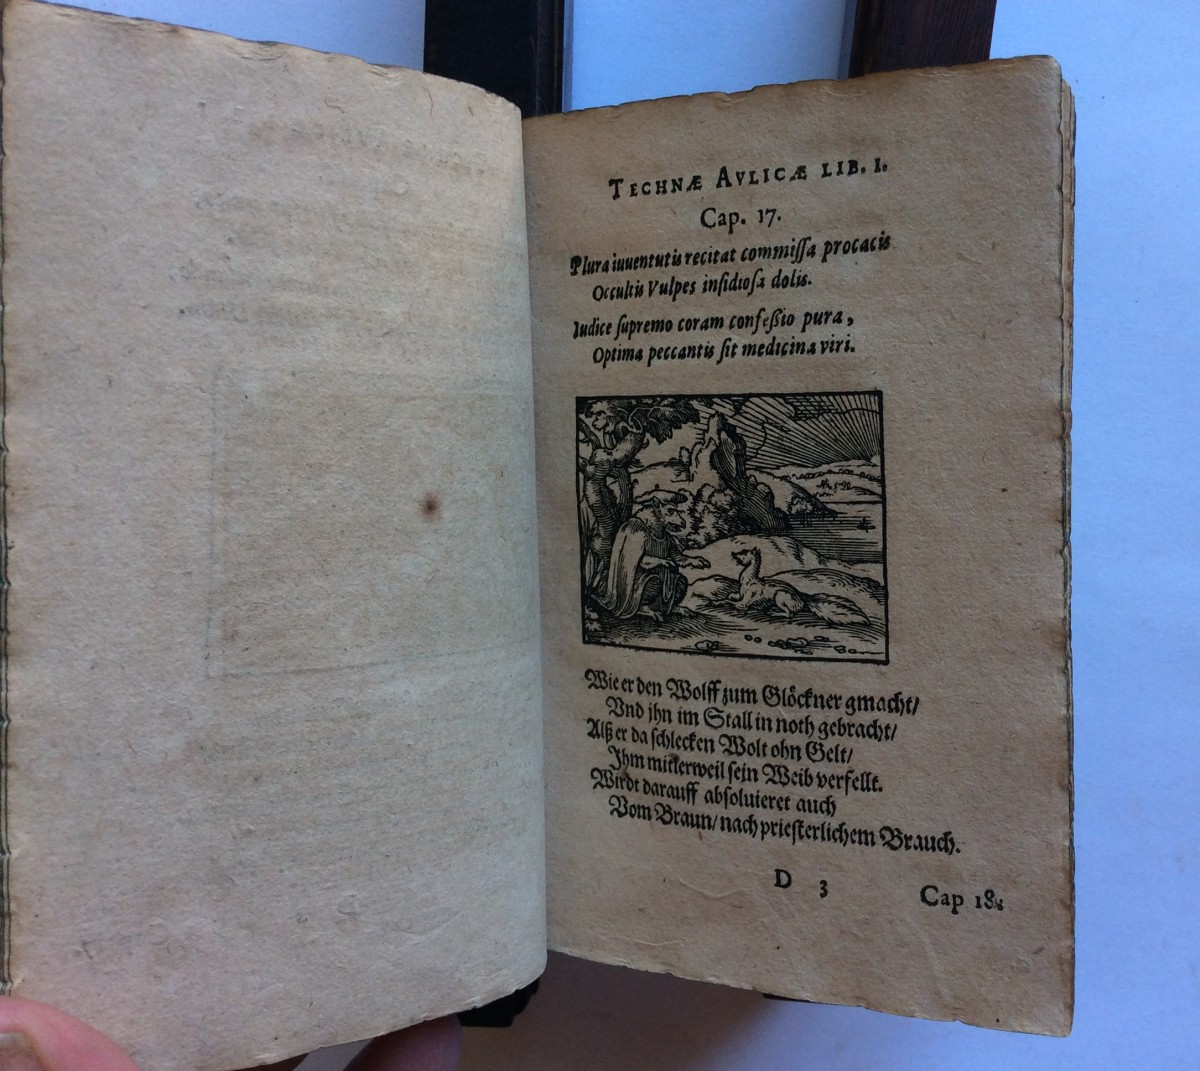 TECHNÆ AVLICÆ LIB. I.
Cap. 17.
Plura iuuentutis recitat commiſſa procacis
Occultis Vulpes inſidioſa dolis.
Iudice ſupremo coram confeßio pura,
Optima peccantis ſit medicina viri.
Wie er den Wolff zum Glöckner gmacht/
Vnd jhn im Stall in noth gebracht/
Alß er da ſchlecken Wolt ohn Gelt/
Jhm mitlerweil ſein Weib verfellt.
Wirdt darauff abſoluieret auch
Vom Braun/ nach prieſterlichem Brauch.
D 3
Cap 18.